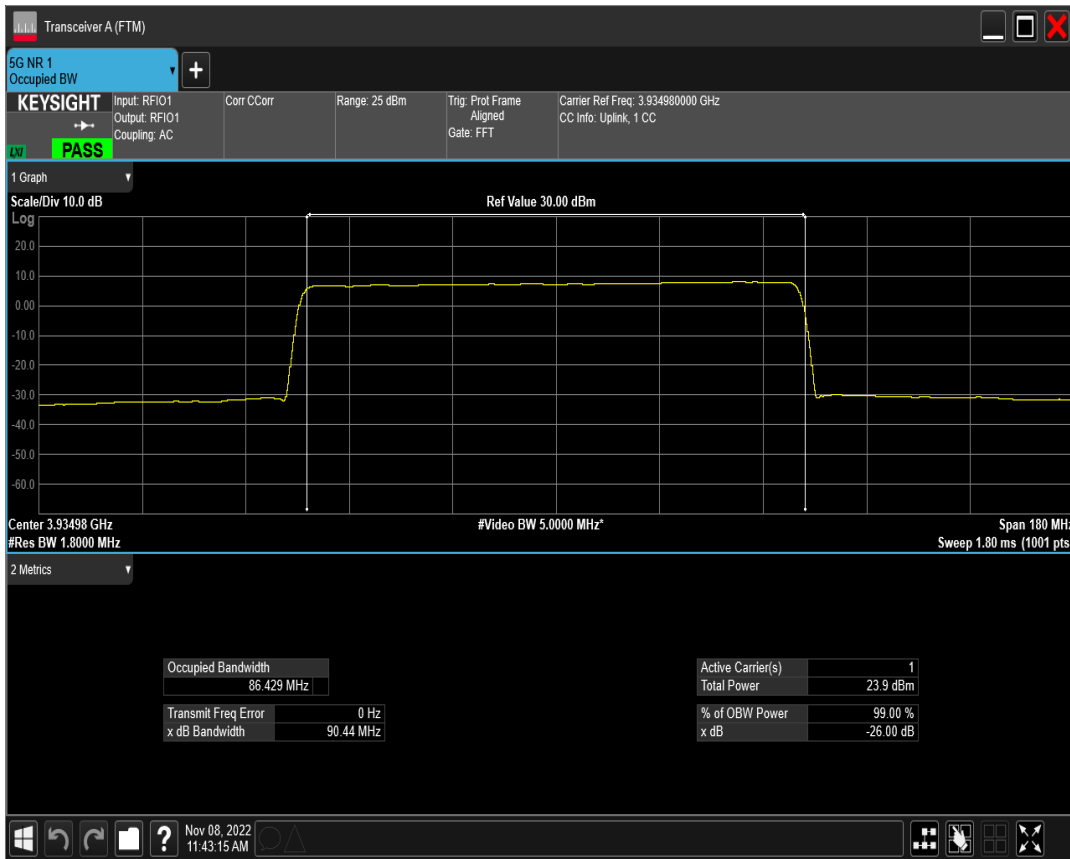 Transceiver A (FTM)
5G NR 1
Occupied BW
+
KEYSIGHT
LXI
PASS
Input: RFIO1
Output: RFIO1
Coupling: AC
Corr CCorr
Range: 25 dBm
Trig: Prot Frame
Aligned
Gate: FFT
Carrier Ref Freq: 3.934980000 GHz
CC Info: Uplink, 1 CC
1 Graph
Scale/Div 10.0 dB
Ref Value 30.00 dBm
Log
20.0
10.0
0.00
-10.0
-20.0
-30.0
-40.0
-50.0
-60.0
Center 3.93498 GHz
#Video BW 5.0000 MHz*
Span 180 MHz
#Res BW 1.8000 MHz
Sweep 1.80 ms (1001 pts
2 Metrics
Occupied Bandwidth
86.429 MHz
Transmit Freq Error 0 Hz
x dB Bandwidth 90.44 MHz
Active Carrier(s) 1
Total Power 23.9 dBm
% of OBW Power 99.00 %
x dB -26.00 dB
?
Nov 08, 2022
11:43:15 AM